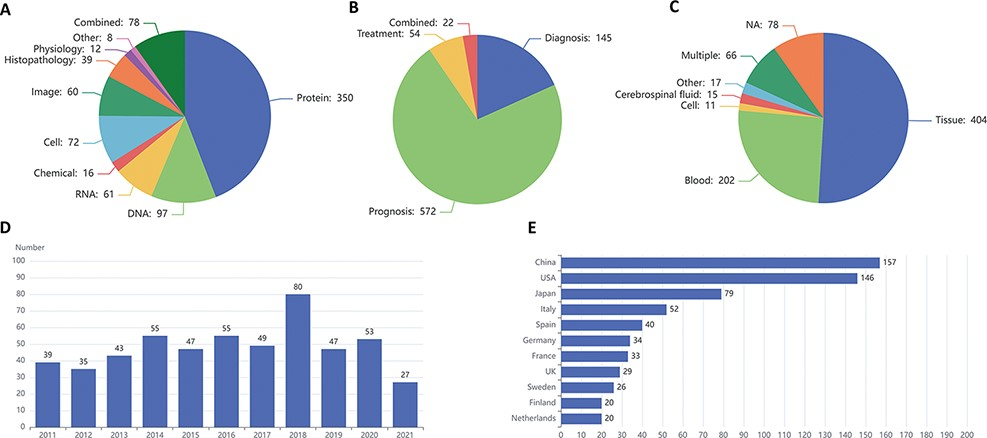 A
Combined: 78
Other: 8
Physiology: 12
Histopathology: 39
Image: 60
Cell: 72
Chemical: 16
RNA: 61
DNA: 97
Protein: 350
B
Combined: 22
Treatment: 54
Diagnosis: 145
Prognosis: 572
C
NA: 78
Multiple: 66
Other: 17
Cerebrospinal fluid: 15
Cell: 11
Blood: 202
Tissue: 404
D
Number
100
90
80
70
60
50
40
30
20
10
0
39
35
43
55
47
55
49
80
47
53
27
2011 2012 2013 2014 2015 2016 2017 2018 2019 2020 2021
E
China 157
USA 146
Japan 79
Italy 52
Spain 40
Germany 34
France 33
UK 29
Sweden 26
Finland 20
Netherlands 20
0 10 20 30 40 50 60 70 80 90 100 110 120 130 140 150 160 170 180 190 200